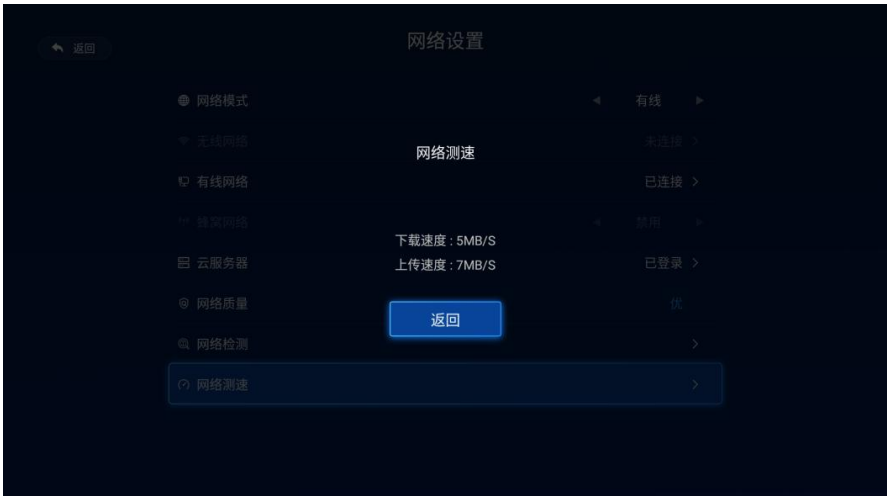 返回
网络设置
网络模式
有线
无线网络
未连接
网络测速
有线网络
已连接
蜂窝网络
禁用
下载速度 : 5MB/S
云服务器
已登录
上传速度 : 7MB/S
网络质量
优
返回
网络检测
网络测速